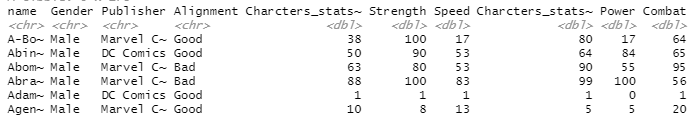 name Gender Publisher Alignment Charcters_stats~ Strength Speed Charcters_stats~ Power Combat
<chr> <chr> <chr> <chr> <dbl> <dbl> <dbl> <dbl> <dbl> <dbl>
A-Bo~ Male Marvel C~ Good 38 100 17 80 17 64
Abin~ Male DC Comics Good 50 90 53 64 84 65
Abom~ Male Marvel C~ Bad 63 80 53 90 55 95
Abra~ Male Marvel C~ Bad 88 100 83 99 100 56
Adam~ Male DC Comics Good 1 1 1 1 0 1
Agen~ Male Marvel C~ Good 10 8 13 5 5 20